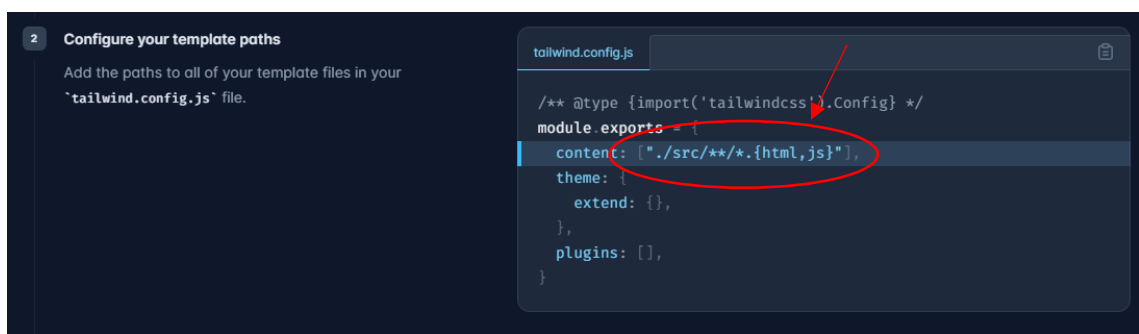 2 Configure your template paths
Add the paths to all of your template files in your
`tailwind.config.js` file.
tailwind.config.js
/** @type {import('tailwindcss').Config} */
module.exports = {
content: ["./src/**/*.{html,js}"],
theme: {
extend: {},
},
plugins: [],
}